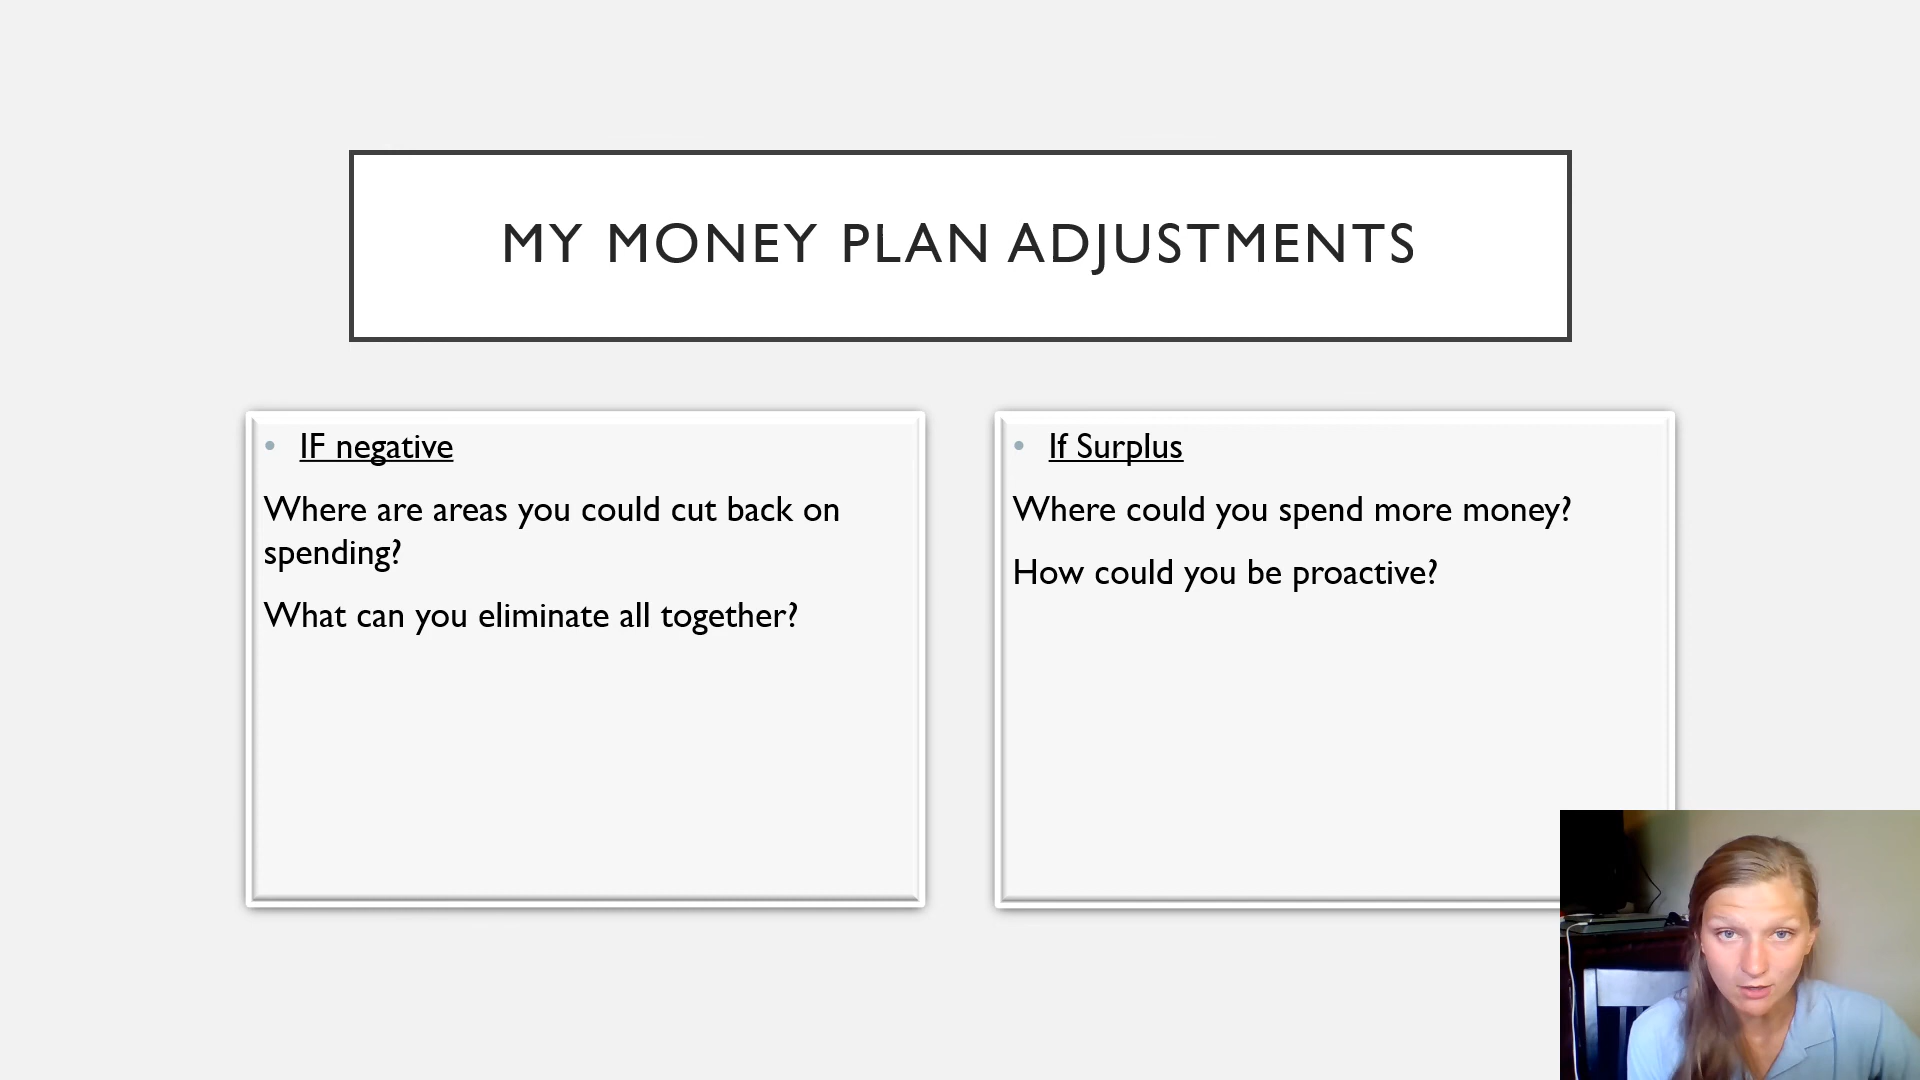 MY MONEY PLAN ADJUSTMENTS
• IF negative
Where are areas you could cut back on
spending?
What can you eliminate all together?
• If Surplus
Where could you spend more money?
How could you be proactive?